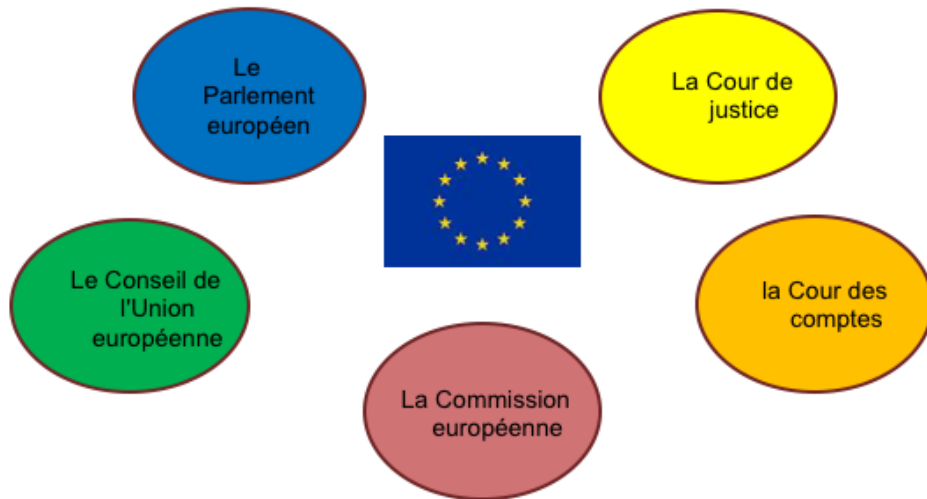 Le
Parlement
européen
La Cour de
justice
Le Conseil de
l'Union
européenne
la Cour des
comptes
La Commission
européenne